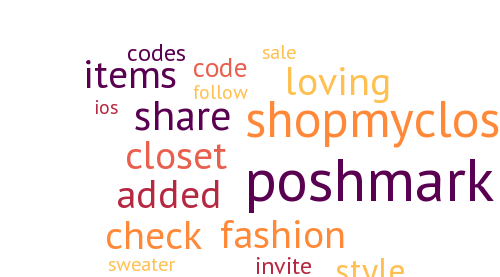 codes sale
items code loving
follow
ios share shopmyclos
closet poshmark
added
check fashion
sweater invite style